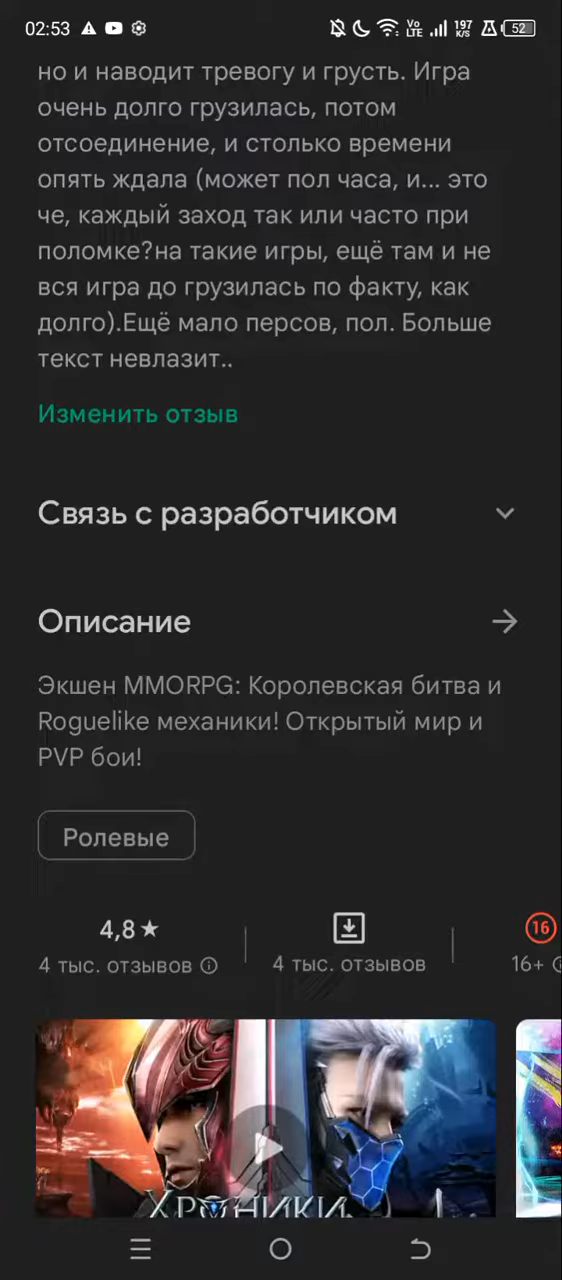 02:53
Vo LTE
197 K/S
52
но и наводит тревогу и грусть. Игра
очень долго грузилась, потом
отсоединение, и столько времени
опять ждала (может пол часа, и... это
че, каждый заход так или часто при
поломке?на такие игры, ещё там и не
вся игра до грузилась по факту, как
долго).Ещё мало персов, пол. Больше
текст невлазит..
Изменить отзыв
Связь с разработчиком
Описание
Экшен MMORPG: Королевская битва и
Roguelike механики! Открытый мир и
PVP бои!
Ролевые
4,8★
4 тыс. отзывов
4 тыс. отзывов
16
16+
ХРОНИКИ